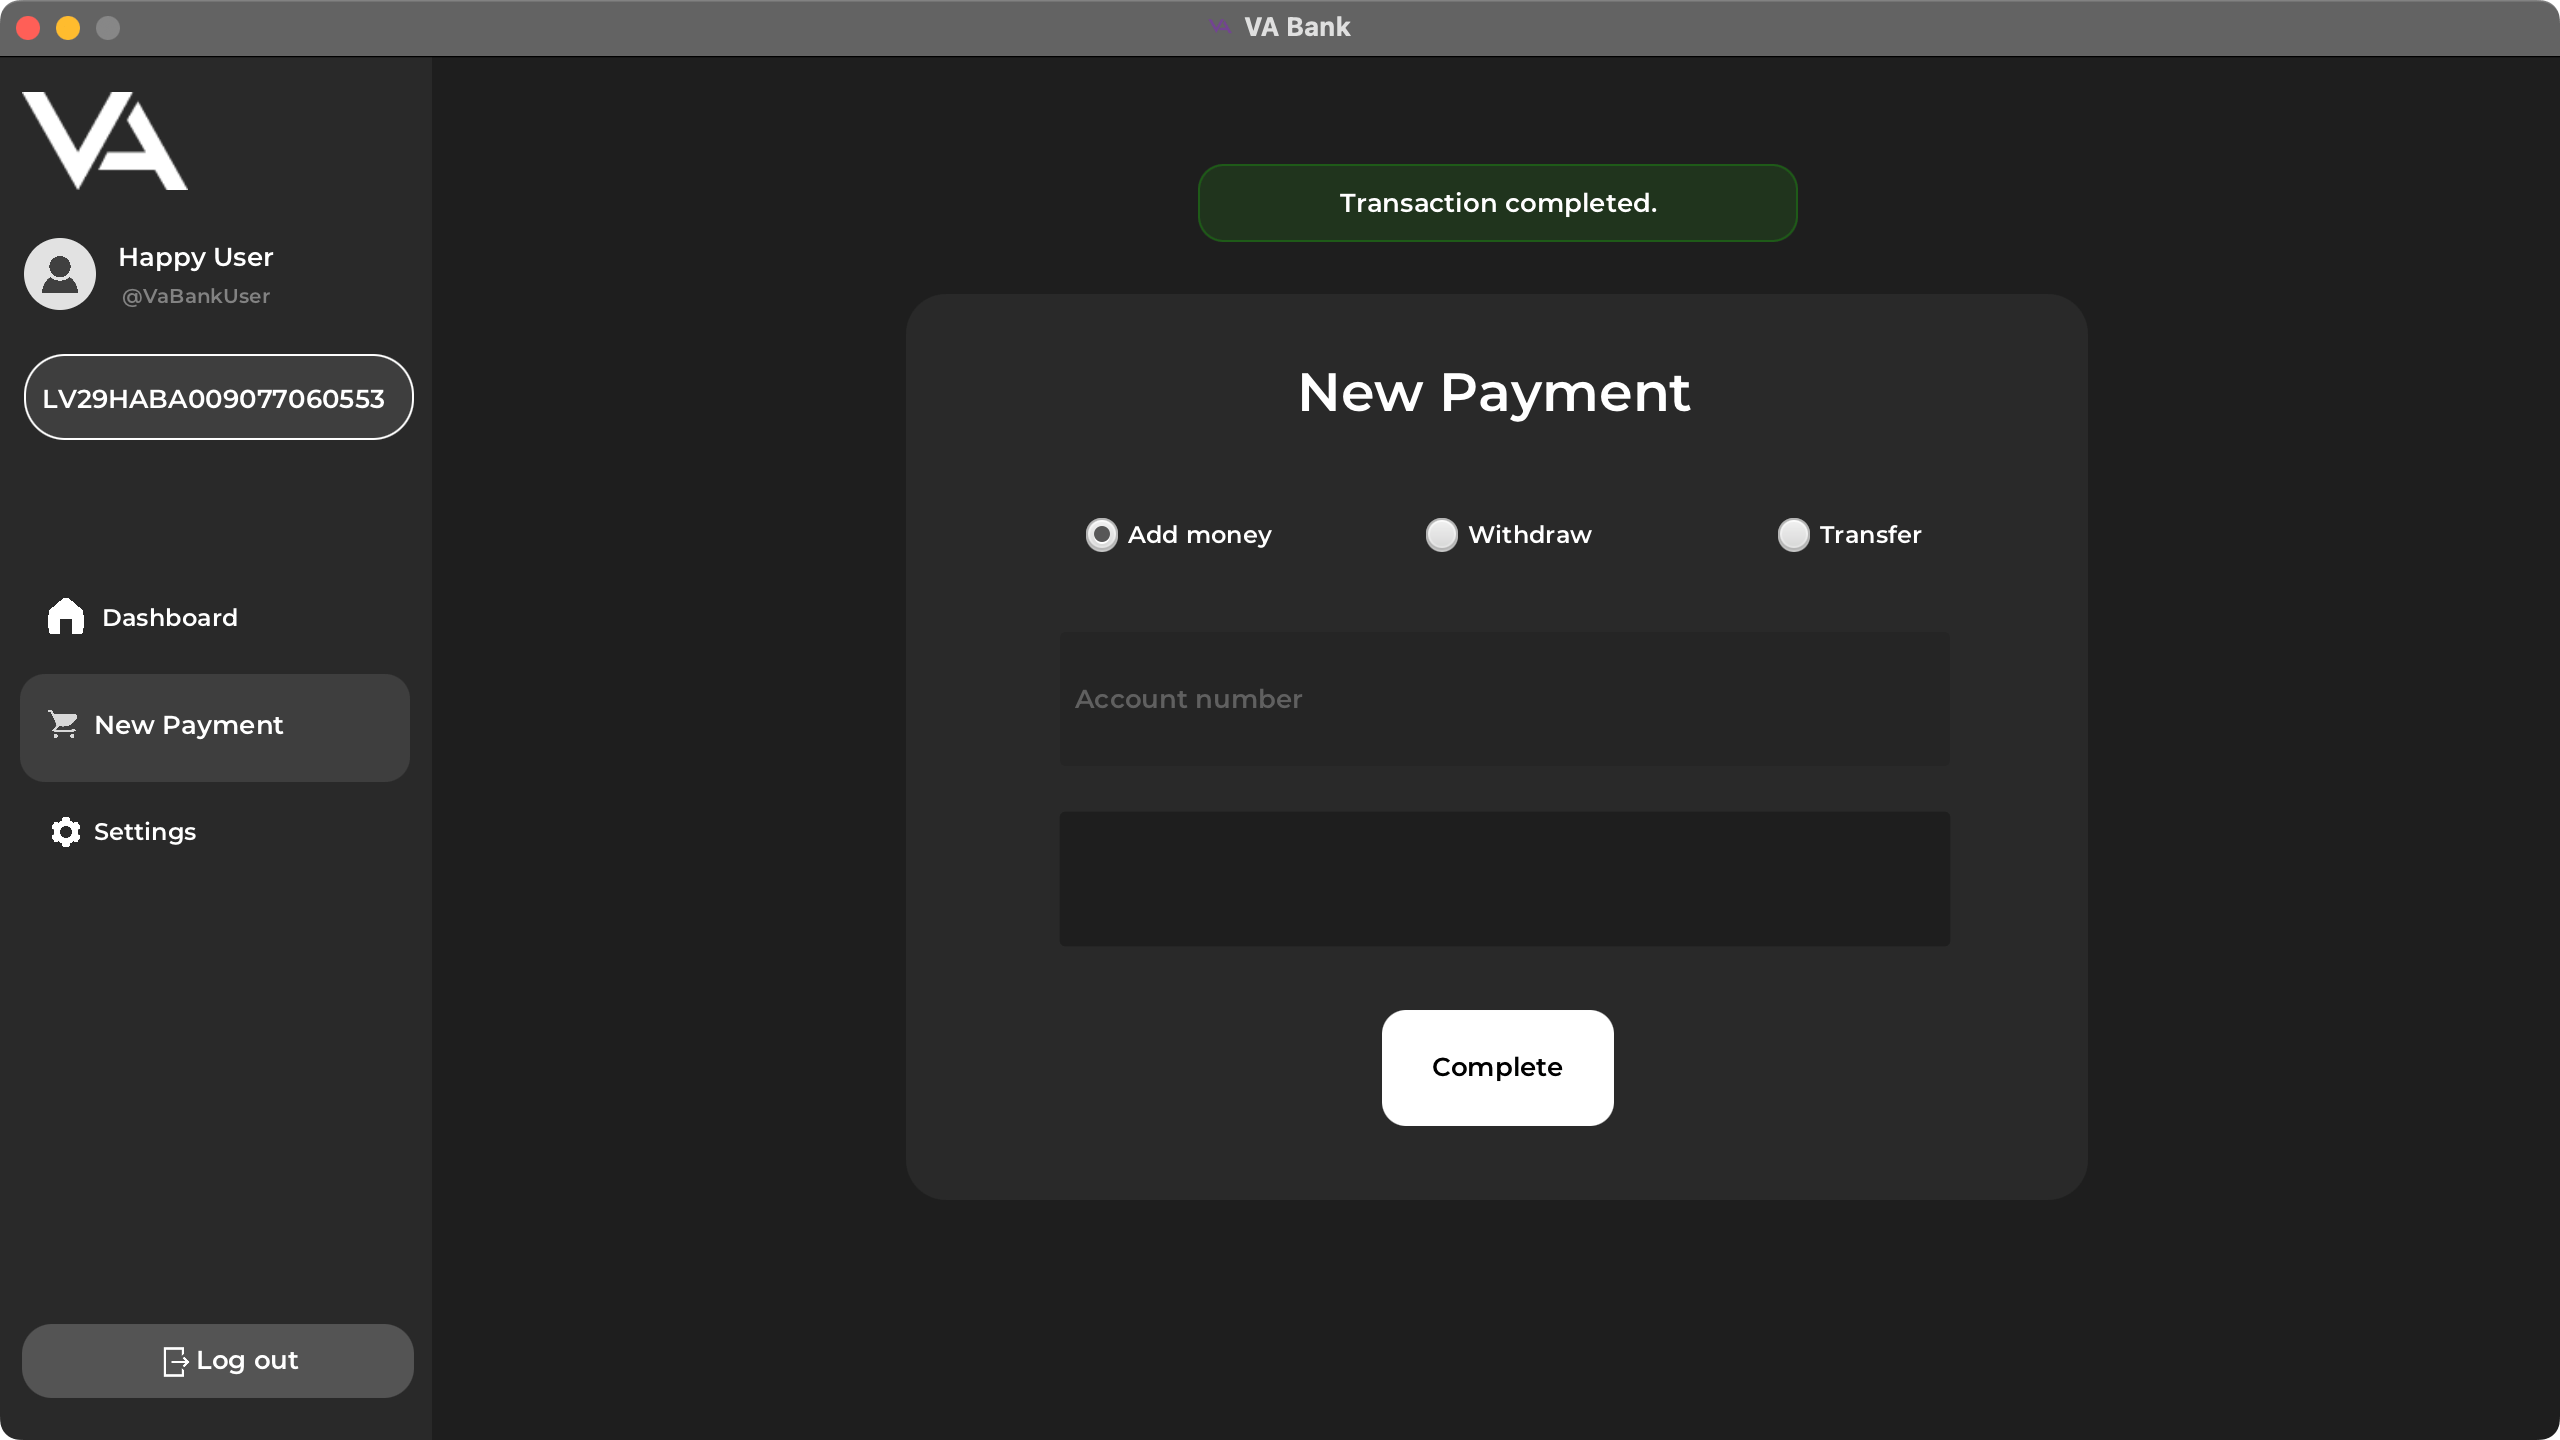 VA Bank
VA
Happy User
@VaBankUser
LV29HABA009077060553
Dashboard
New Payment
Settings
Log out
Transaction completed.
New Payment
Add money
Withdraw
Transfer
Account number
Complete